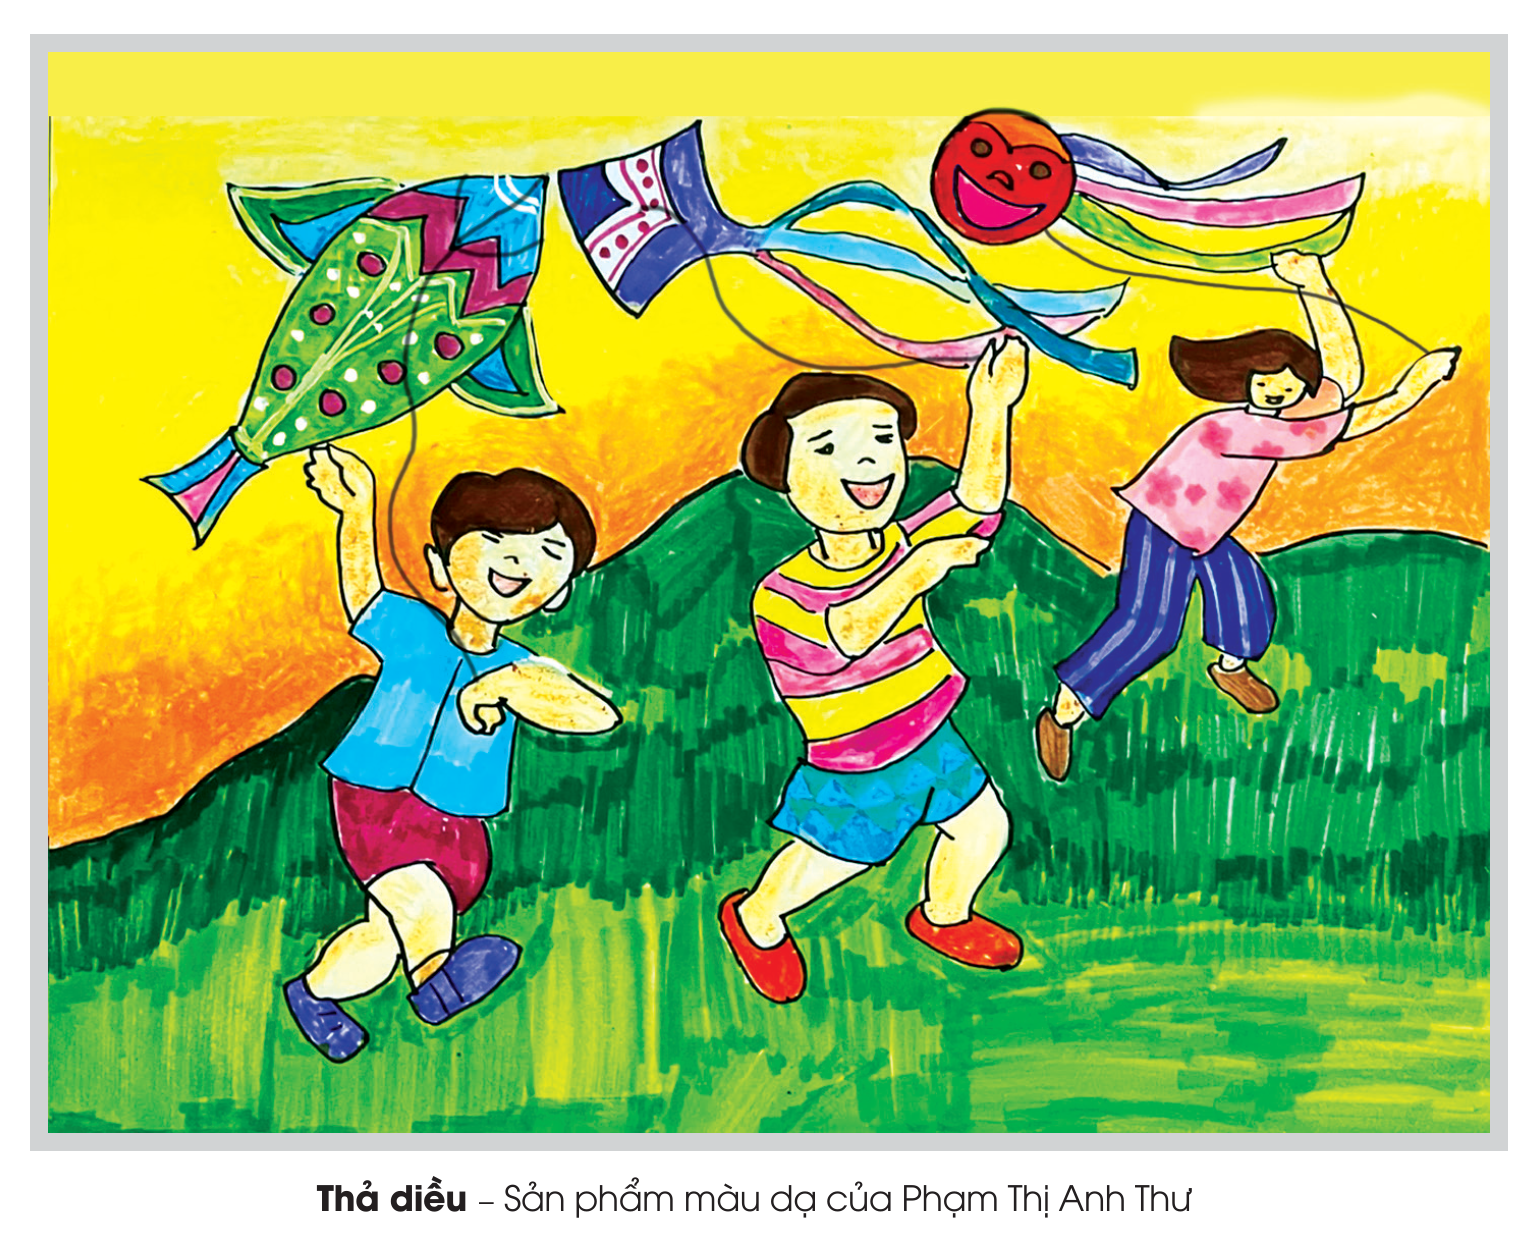 Thả diều – Sản phẩm màu dạ của Phạm Thị Anh Thư